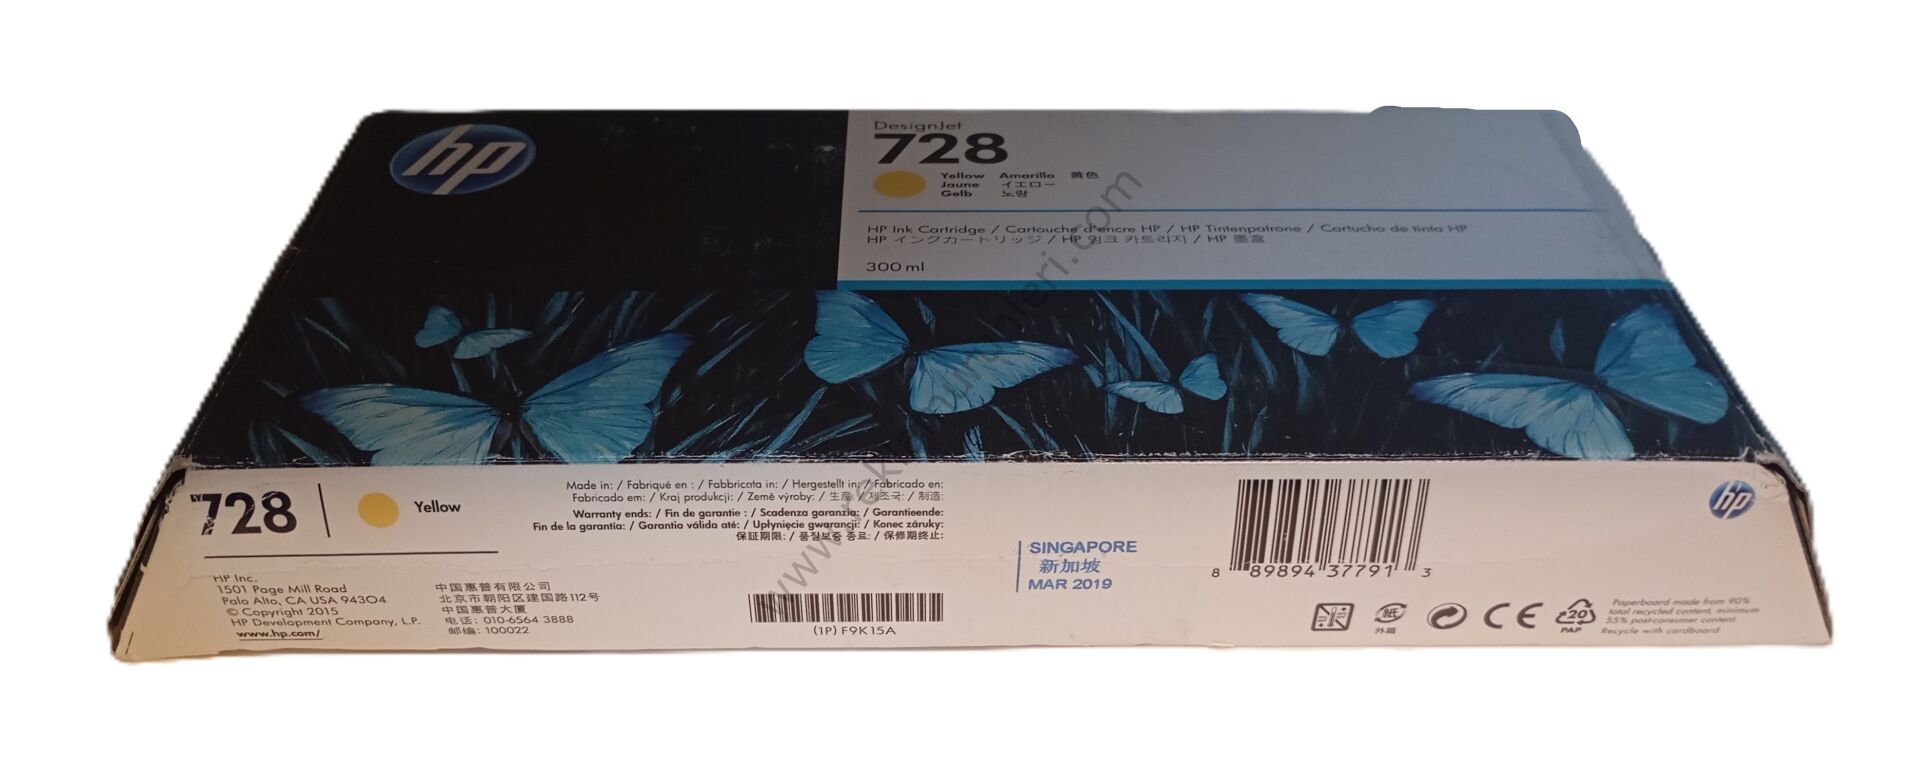 hp
DesignJet
728
Yellow Amarillo 黄色
Jaune イエロー
Gelb 노랑
HP Ink Cartridge / Cartouche d'encre HP / HP Tintenpatrone / Cartucho de tinta HP
HP インクカートリッジ / HP 잉크 카트리지 / HP 墨盒
300 ml
728 Yellow
Made in: / Fabriqué en : / Fabbricata in: / Hergestellt in: / Fabricado en:
Fabricado em: / Kraj produkcji: / Země výroby: / 生産 / 제조국: / 制造:
Warranty ends: / Fin de garantie : / Scadenza garanzia: / Garantieende:
Fin de la garantía: / Garantia válida até: / Upłynięcie gwarancji: / Konec záruky:
保証期限: / 품질보증 종료: / 保修期终止:
SINGAPORE
新加坡
MAR 2019
8 89894 37791 3
hp
HP Inc.
1501 Page Mill Road
Palo Alto, CA USA 94304
© Copyright 2015
HP Development Company, L.P.
www.hp.com/
中国惠普有限公司
北京市朝阳区建国路112号
中国惠普大厦
电话: 010-6564 3888
邮编: 100022
(1P) F9K15A
紙
外箱
CE
20
PAP
Paperboard made from 90%
total recycled content, minimum
55% post-consumer content.
Recycle with cardboard